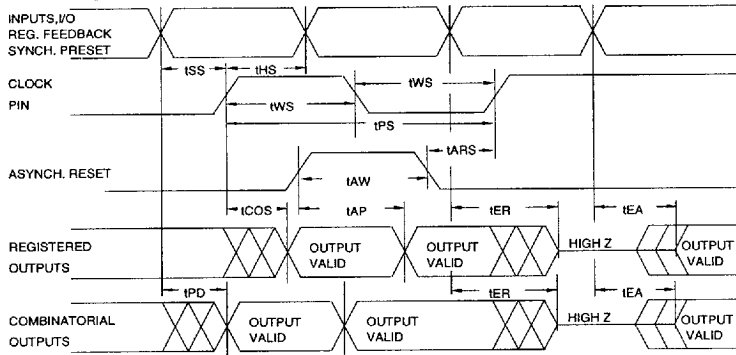 INPUTS,I/O
REG. FEEDBACK
SYNCH. PRESET
tSS
tHS
CLOCK
PIN
tWS
tWS
tPS
tARS
ASYNCH. RESET
tAW
tCOS
tAP
tER
tEA
REGISTERED
OUTPUTS
OUTPUT
VALID
OUTPUT
VALID
HIGH Z
OUTPUT
VALID
tPD
tER
tEA
COMBINATORIAL
OUTPUTS
OUTPUT
VALID
OUTPUT
VALID
HIGH Z
OUTPUT
VALID